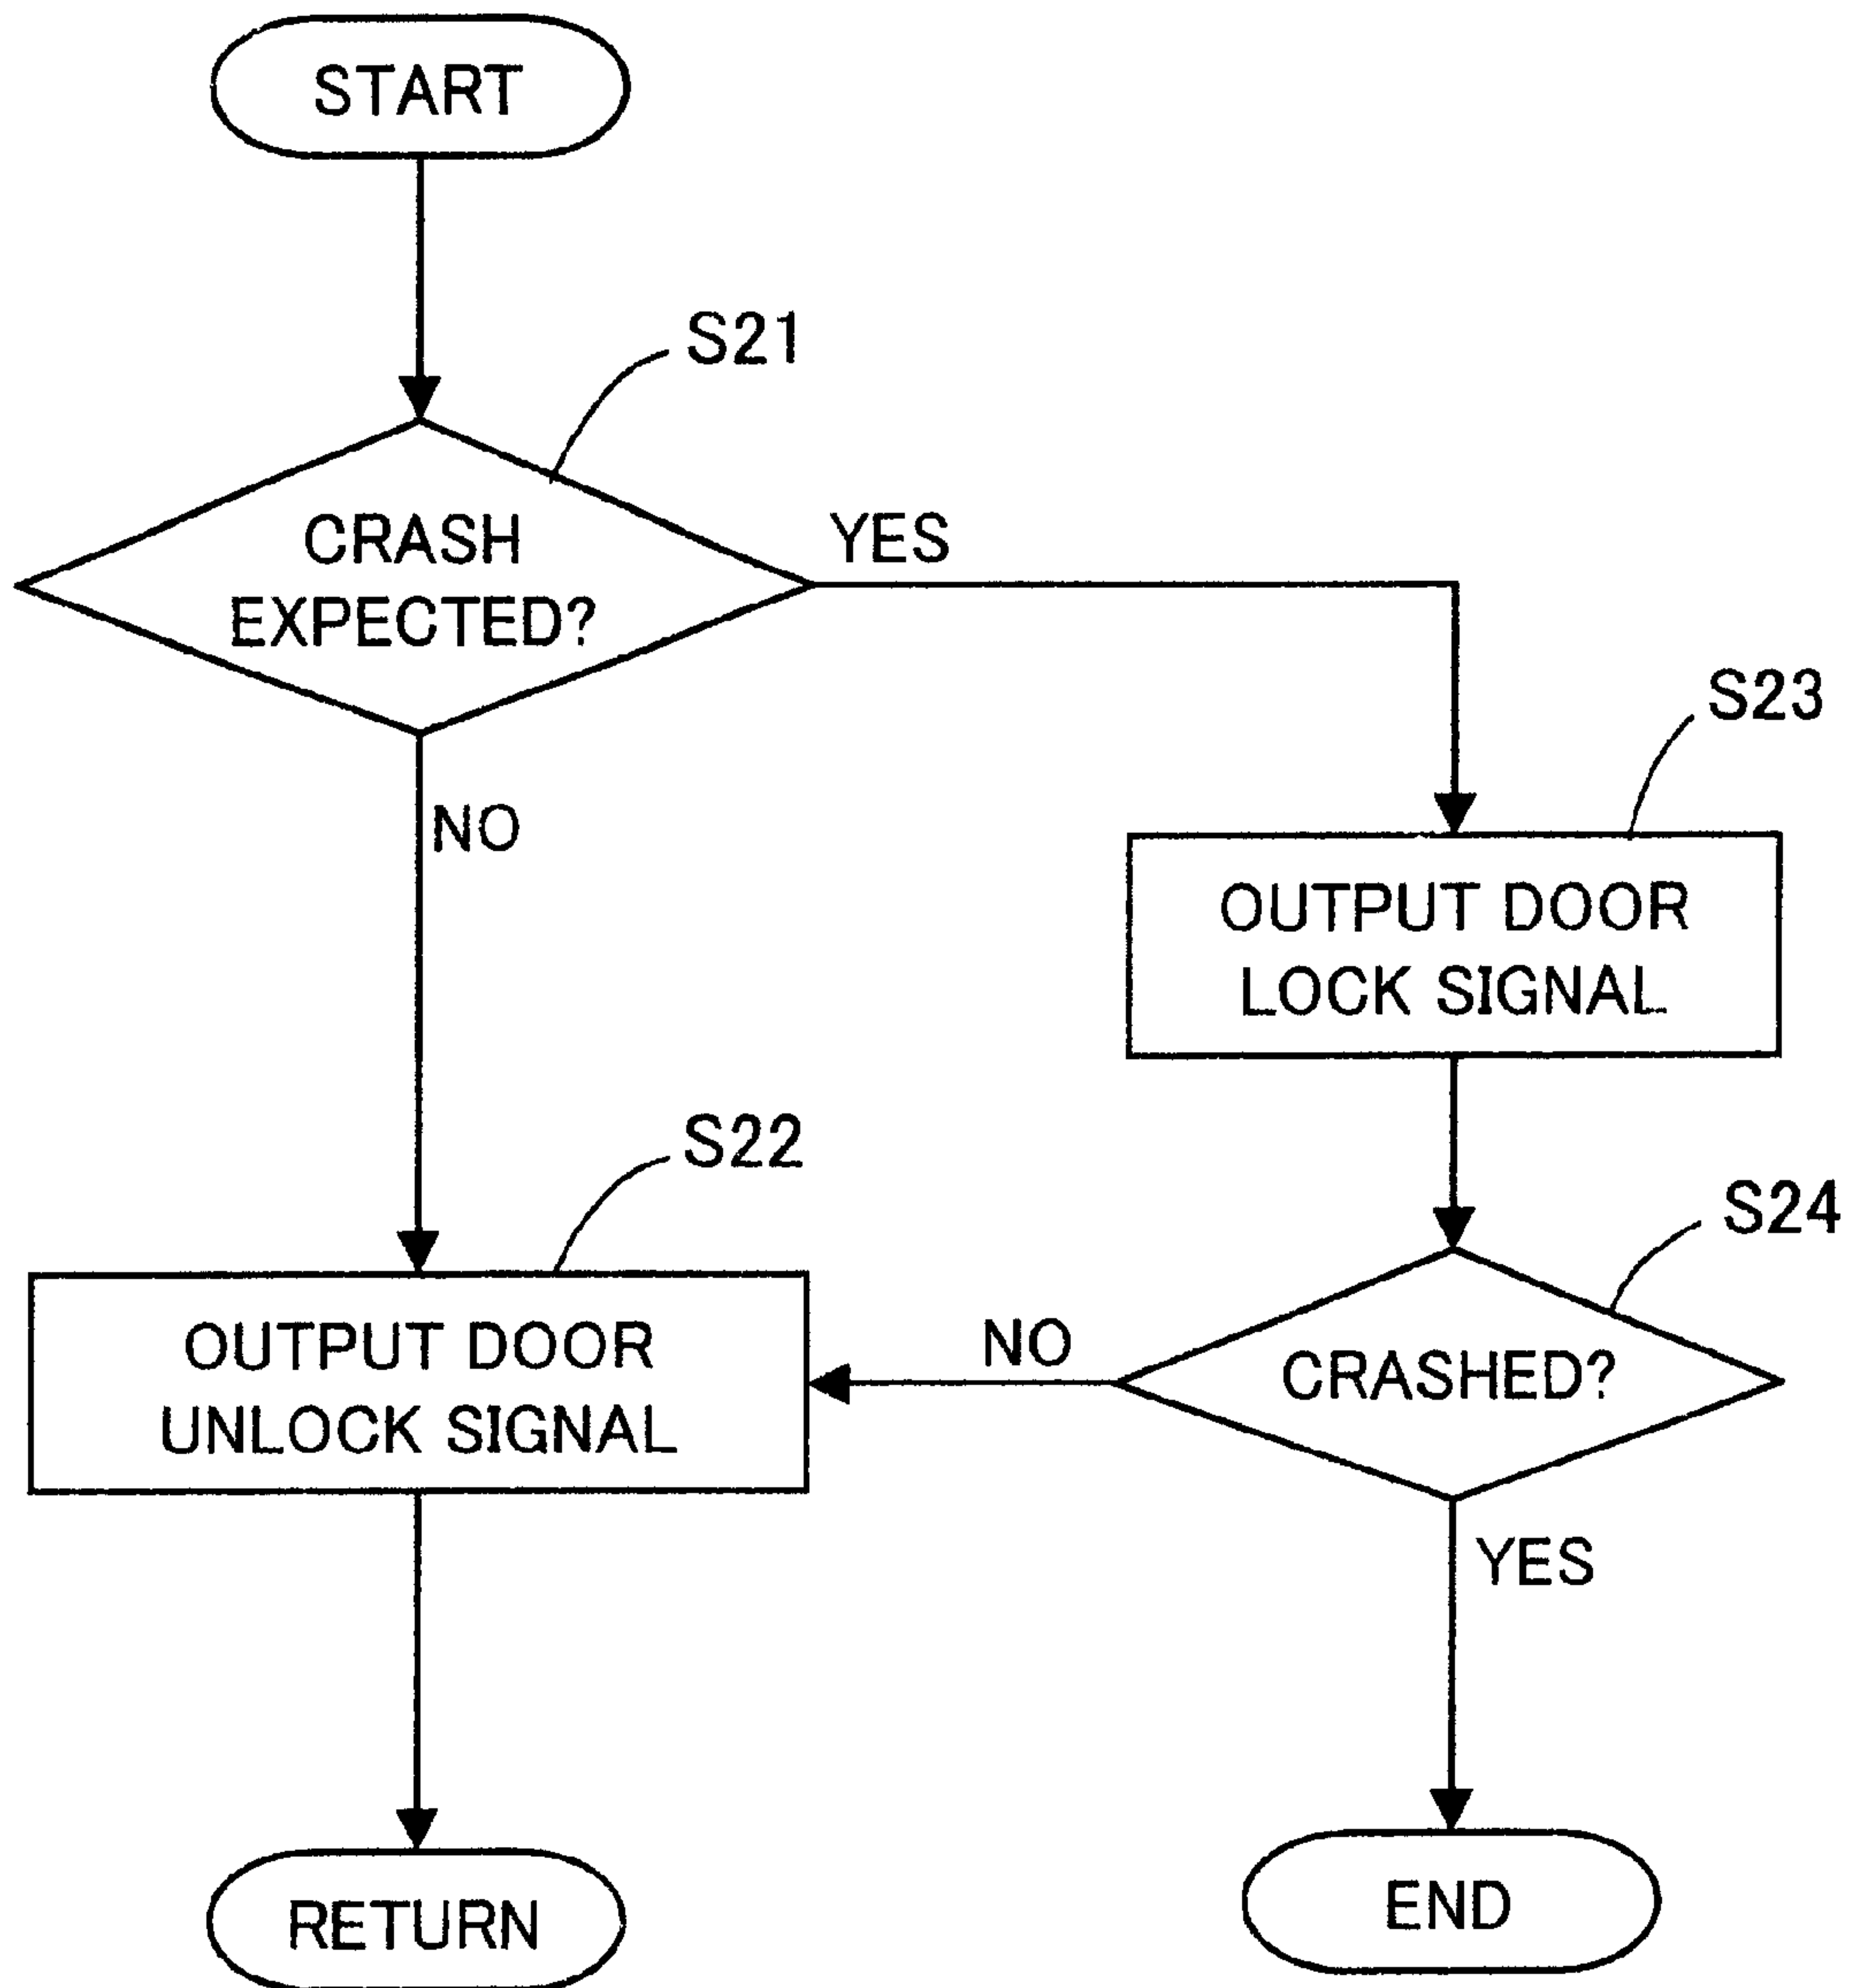 START
S21
CRASH
EXPECTED?
YES
NO
S23
OUTPUT DOOR
LOCK SIGNAL
S22
OUTPUT DOOR
UNLOCK SIGNAL
S24
CRASHED?
NO
YES
RETURN
END